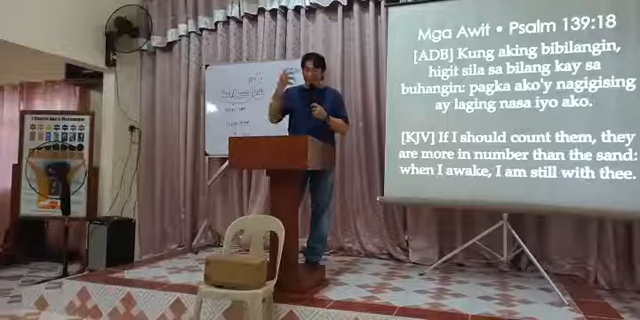 Mga Awit • Psalm 139:18
[ADB] Kung aking bibilangin,
higit sila sa bilang kay sa
buhangin: pagka ako'y nagigising
ay laging nasa iyo ako.
[KJV] If I should count them, they
are more in number than the sand:
when I awake, I am still with thee.